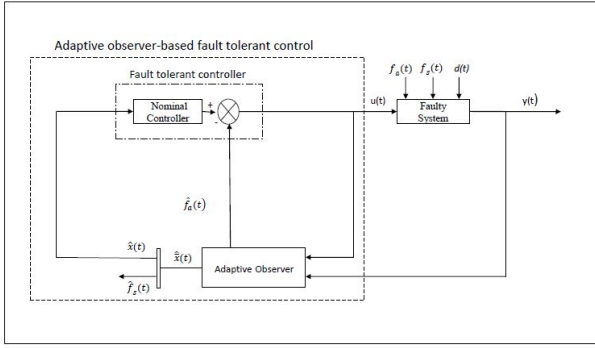 Adaptive observer-based fault tolerant control
Fault tolerant controller
Nominal
Controller
+
-
u(t)
f_a(t) f_s(t) d(t)
Faulty
System
y(t)
f̂_a(t)
x̂(t)
x̄̂(t)
f̂_s(t)
Adaptive Observer